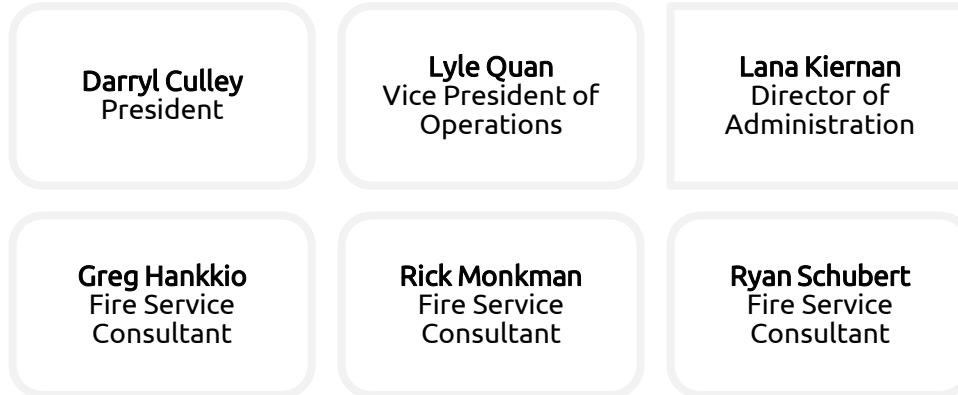 Darryl Culley
President
Lyle Quan
Vice President of
Operations
Lana Kiernan
Director of
Administration
Greg Hankkio
Fire Service
Consultant
Rick Monkman
Fire Service
Consultant
Ryan Schubert
Fire Service
Consultant